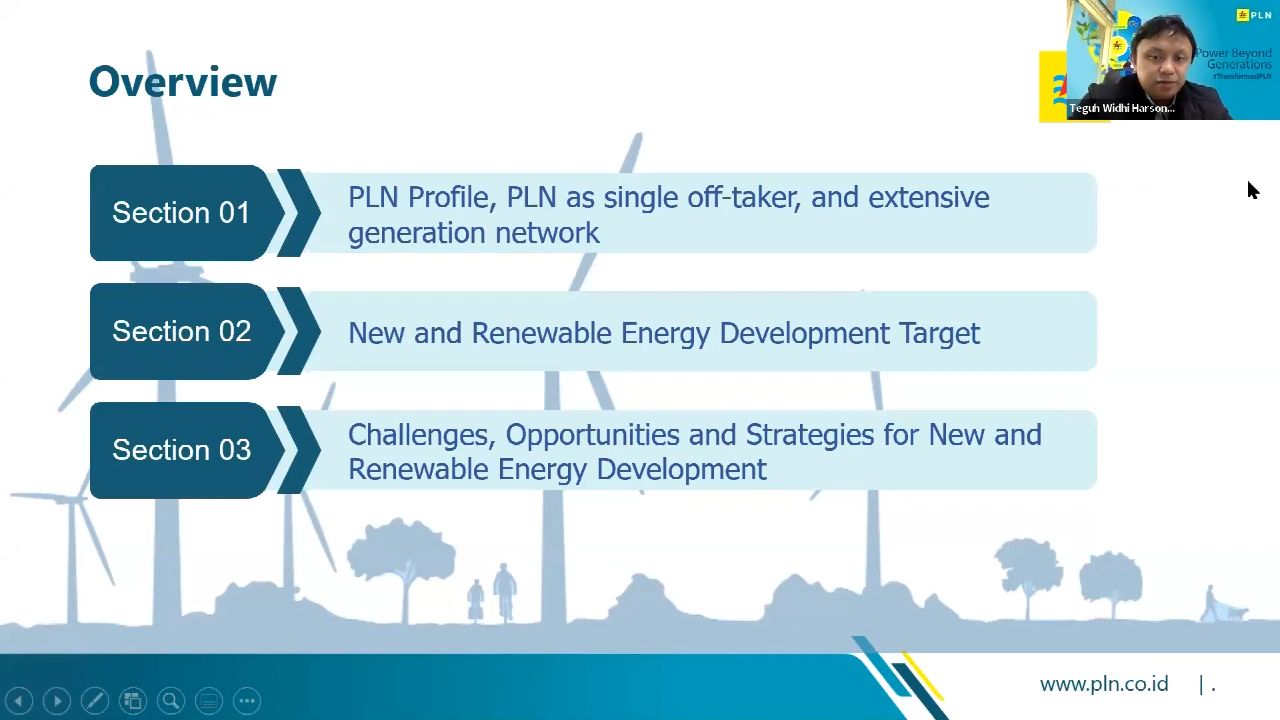 Overview
PLN
Power Beyond
Generations
#TransformasiPLN
Teguh Widhi Harson...
Section 01
PLN Profile, PLN as single off-taker, and extensive
generation network
Section 02
New and Renewable Energy Development Target
Section 03
Challenges, Opportunities and Strategies for New and
Renewable Energy Development
www.pln.co.id | .